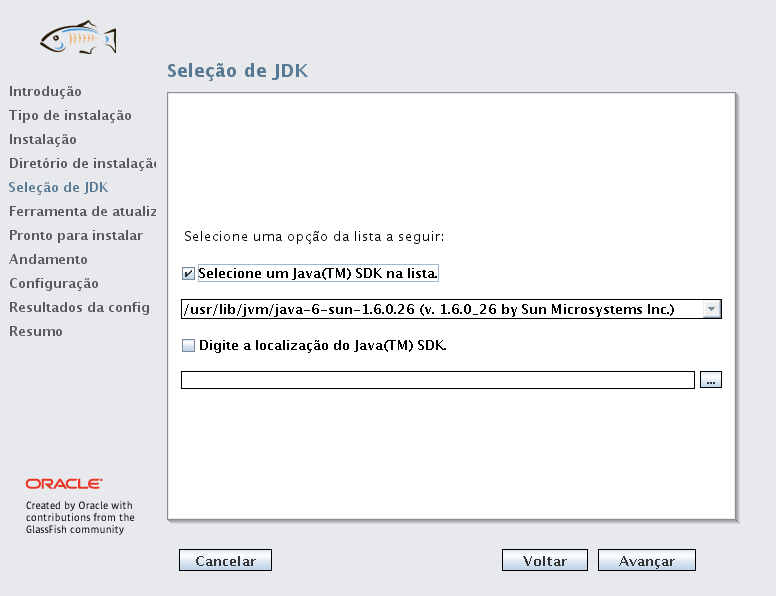 Seleção de JDK
Introdução
Tipo de instalação
Instalação
Diretório de instalação
Seleção de JDK
Ferramenta de atualiz
Pronto para instalar
Andamento
Configuração
Resultados da config
Resumo
Selecione uma opção da lista a seguir:
Selecione um Java(TM) SDK na lista.
/usr/lib/jvm/java-6-sun-1.6.0.26 (v. 1.6.0_26 by Sun Microsystems Inc.)
Digite a localização do Java(TM) SDK.
...
ORACLE
Created by Oracle with
contributions from the
GlassFish community
Cancelar
Voltar
Avançar